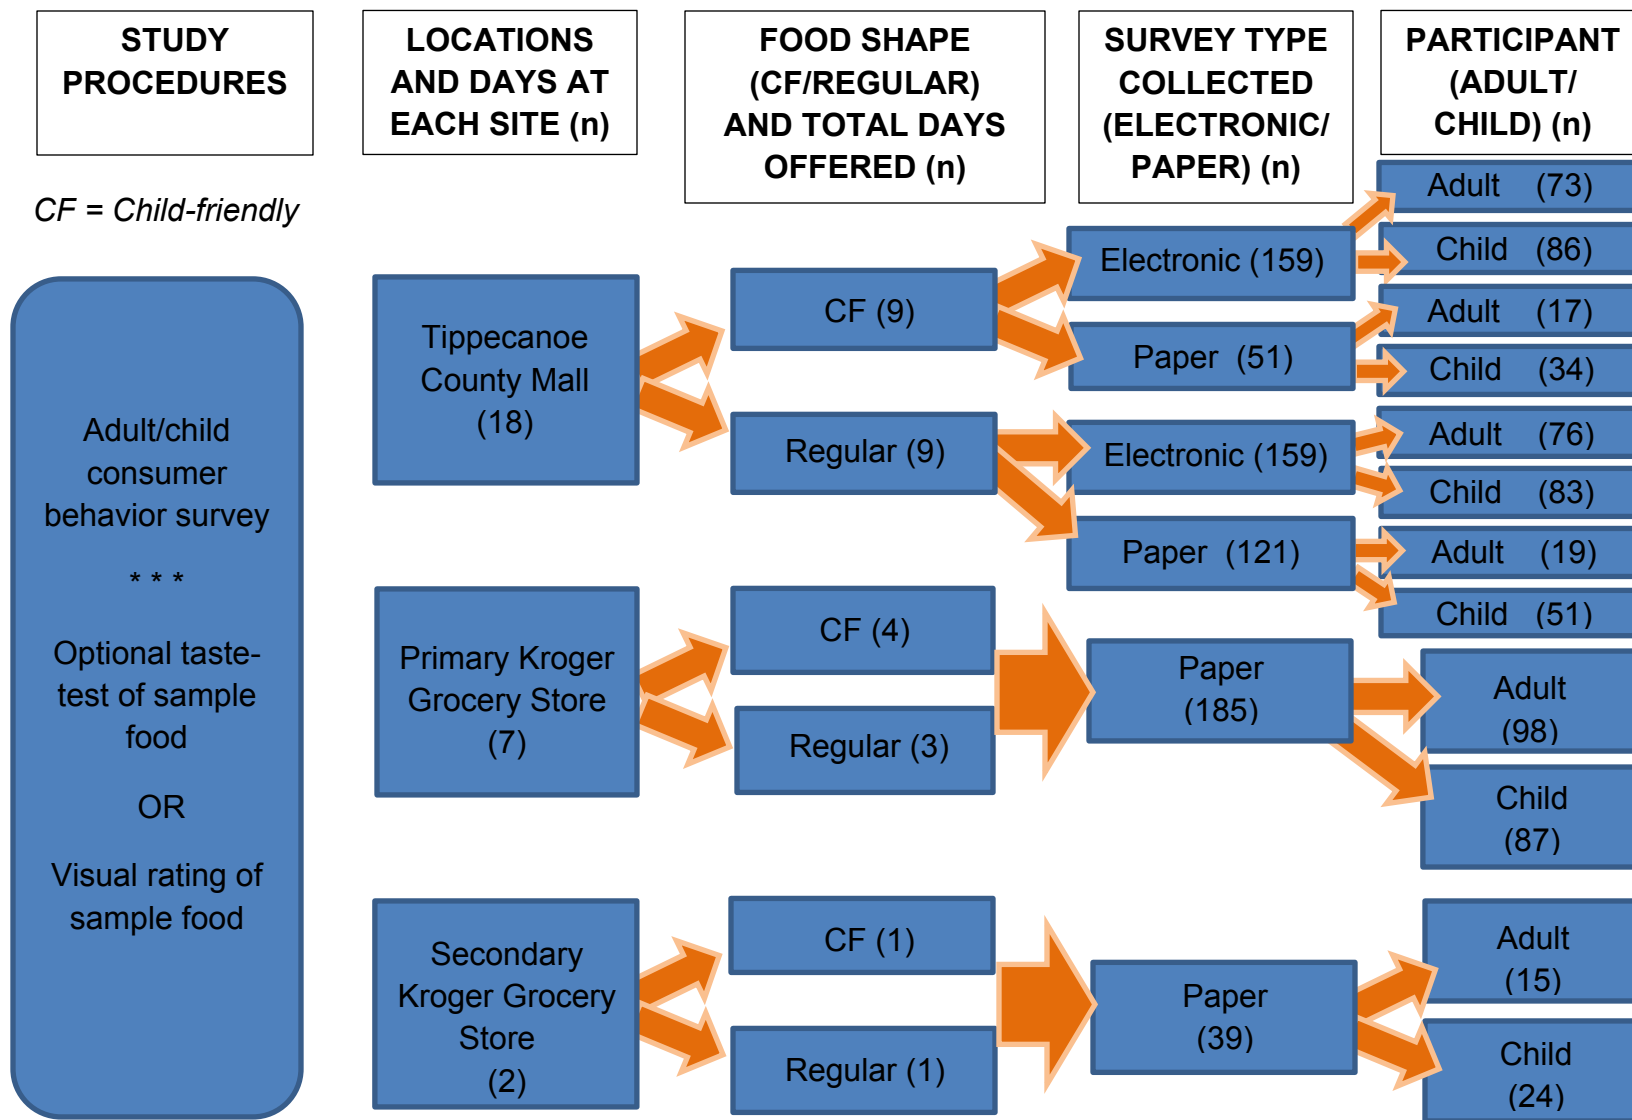 STUDY
PROCEDURES
LOCATIONS
AND DAYS AT
EACH SITE (n)
FOOD SHAPE
(CF/REGULAR)
AND TOTAL DAYS
OFFERED (n)
SURVEY TYPE
COLLECTED
(ELECTRONIC/
PAPER) (n)
PARTICIPANT
(ADULT/
CHILD) (n)
CF = Child-friendly
Adult/child
consumer
behavior survey
* * *
Optional taste-
test of sample
food
OR
Visual rating of
sample food
Tippecanoe
County Mall
(18)
CF (9)
Regular (9)
Electronic (159)
Paper (51)
Electronic (159)
Paper (121)
Adult (73)
Child (86)
Adult (17)
Child (34)
Adult (76)
Child (83)
Adult (19)
Child (51)
Primary Kroger
Grocery Store
(7)
CF (4)
Regular (3)
Paper
(185)
Adult
(98)
Child
(87)
Secondary
Kroger Grocery
Store
(2)
CF (1)
Regular (1)
Paper
(39)
Adult
(15)
Child
(24)